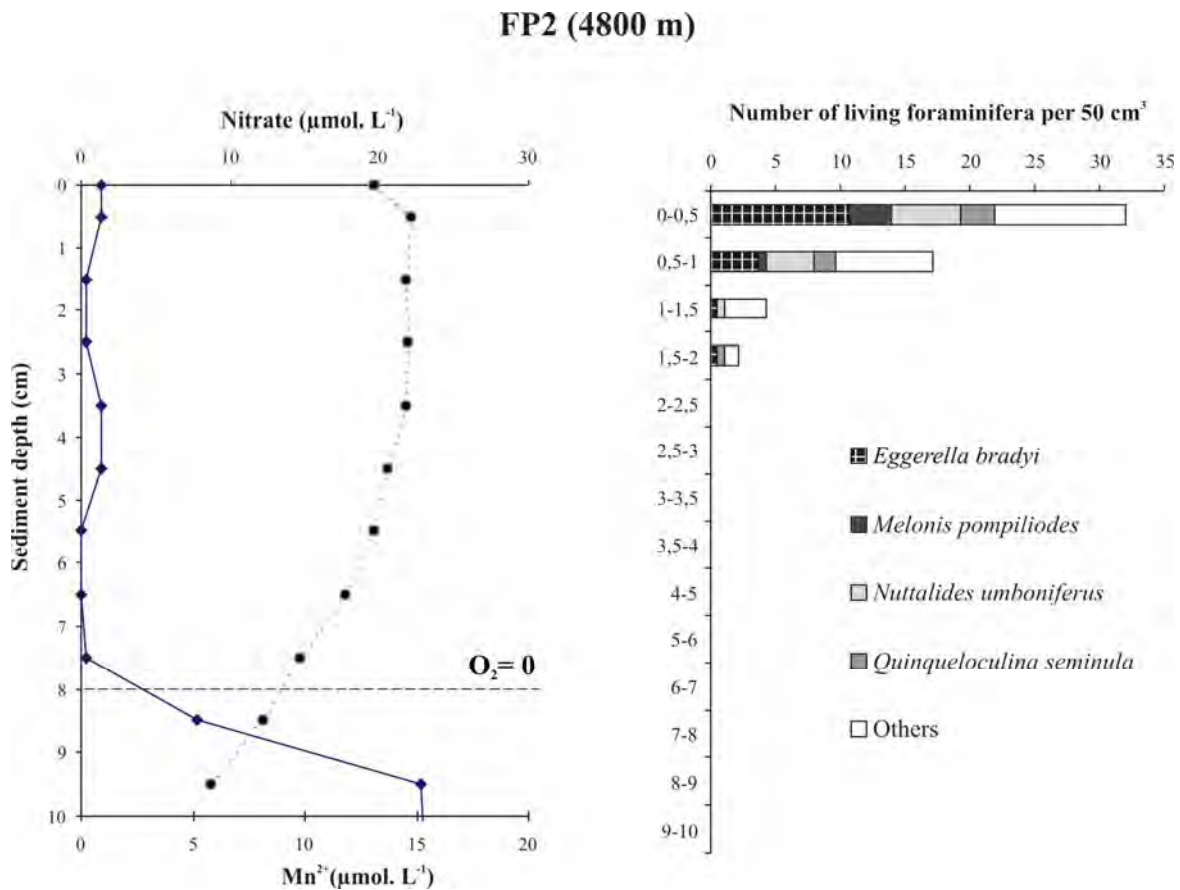 FP2 (4800 m)
Nitrate (µmol. L⁻¹)
0 10 20 30
Sediment depth (cm)
0
1
2
3
4
5
6
7
8
9
10
O₂= 0
0 5 10 15 20
Mn²⁺(µmol. L⁻¹)
Number of living foraminifera per 50 cm³
0 5 10 15 20 25 30 35
0-0,5
0,5-1
1-1,5
1,5-2
2-2,5
2,5-3
3-3,5
3,5-4
4-5
5-6
6-7
7-8
8-9
9-10
Eggerella bradyi
Melonis pompiliodes
Nuttalides umboniferus
Quinqueloculina seminula
Others